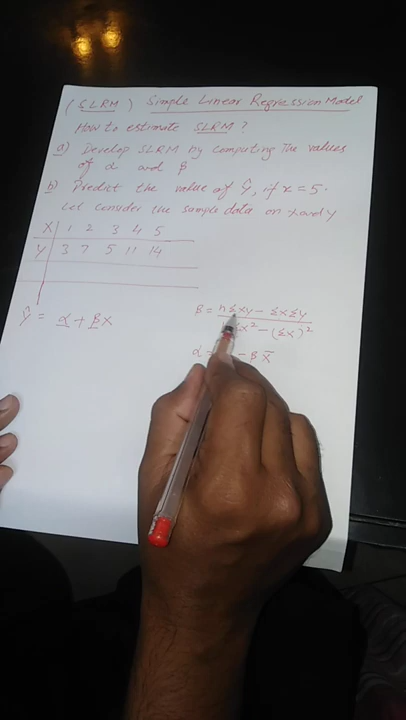 (SLRM) Simple Linear Regression Model
How to estimate SLRM?
a) Develop SLRM by computing The values
of α and β
b) Predict the value of Ŷ, if x = 5.
Let Consider the sample data on x and y
X 1 2 3 4 5
Y 3 7 5 11 14
Ŷ = α + βX
β = nΣxy - ΣxΣy
Σx² - (Σx)²
α = - β X̄